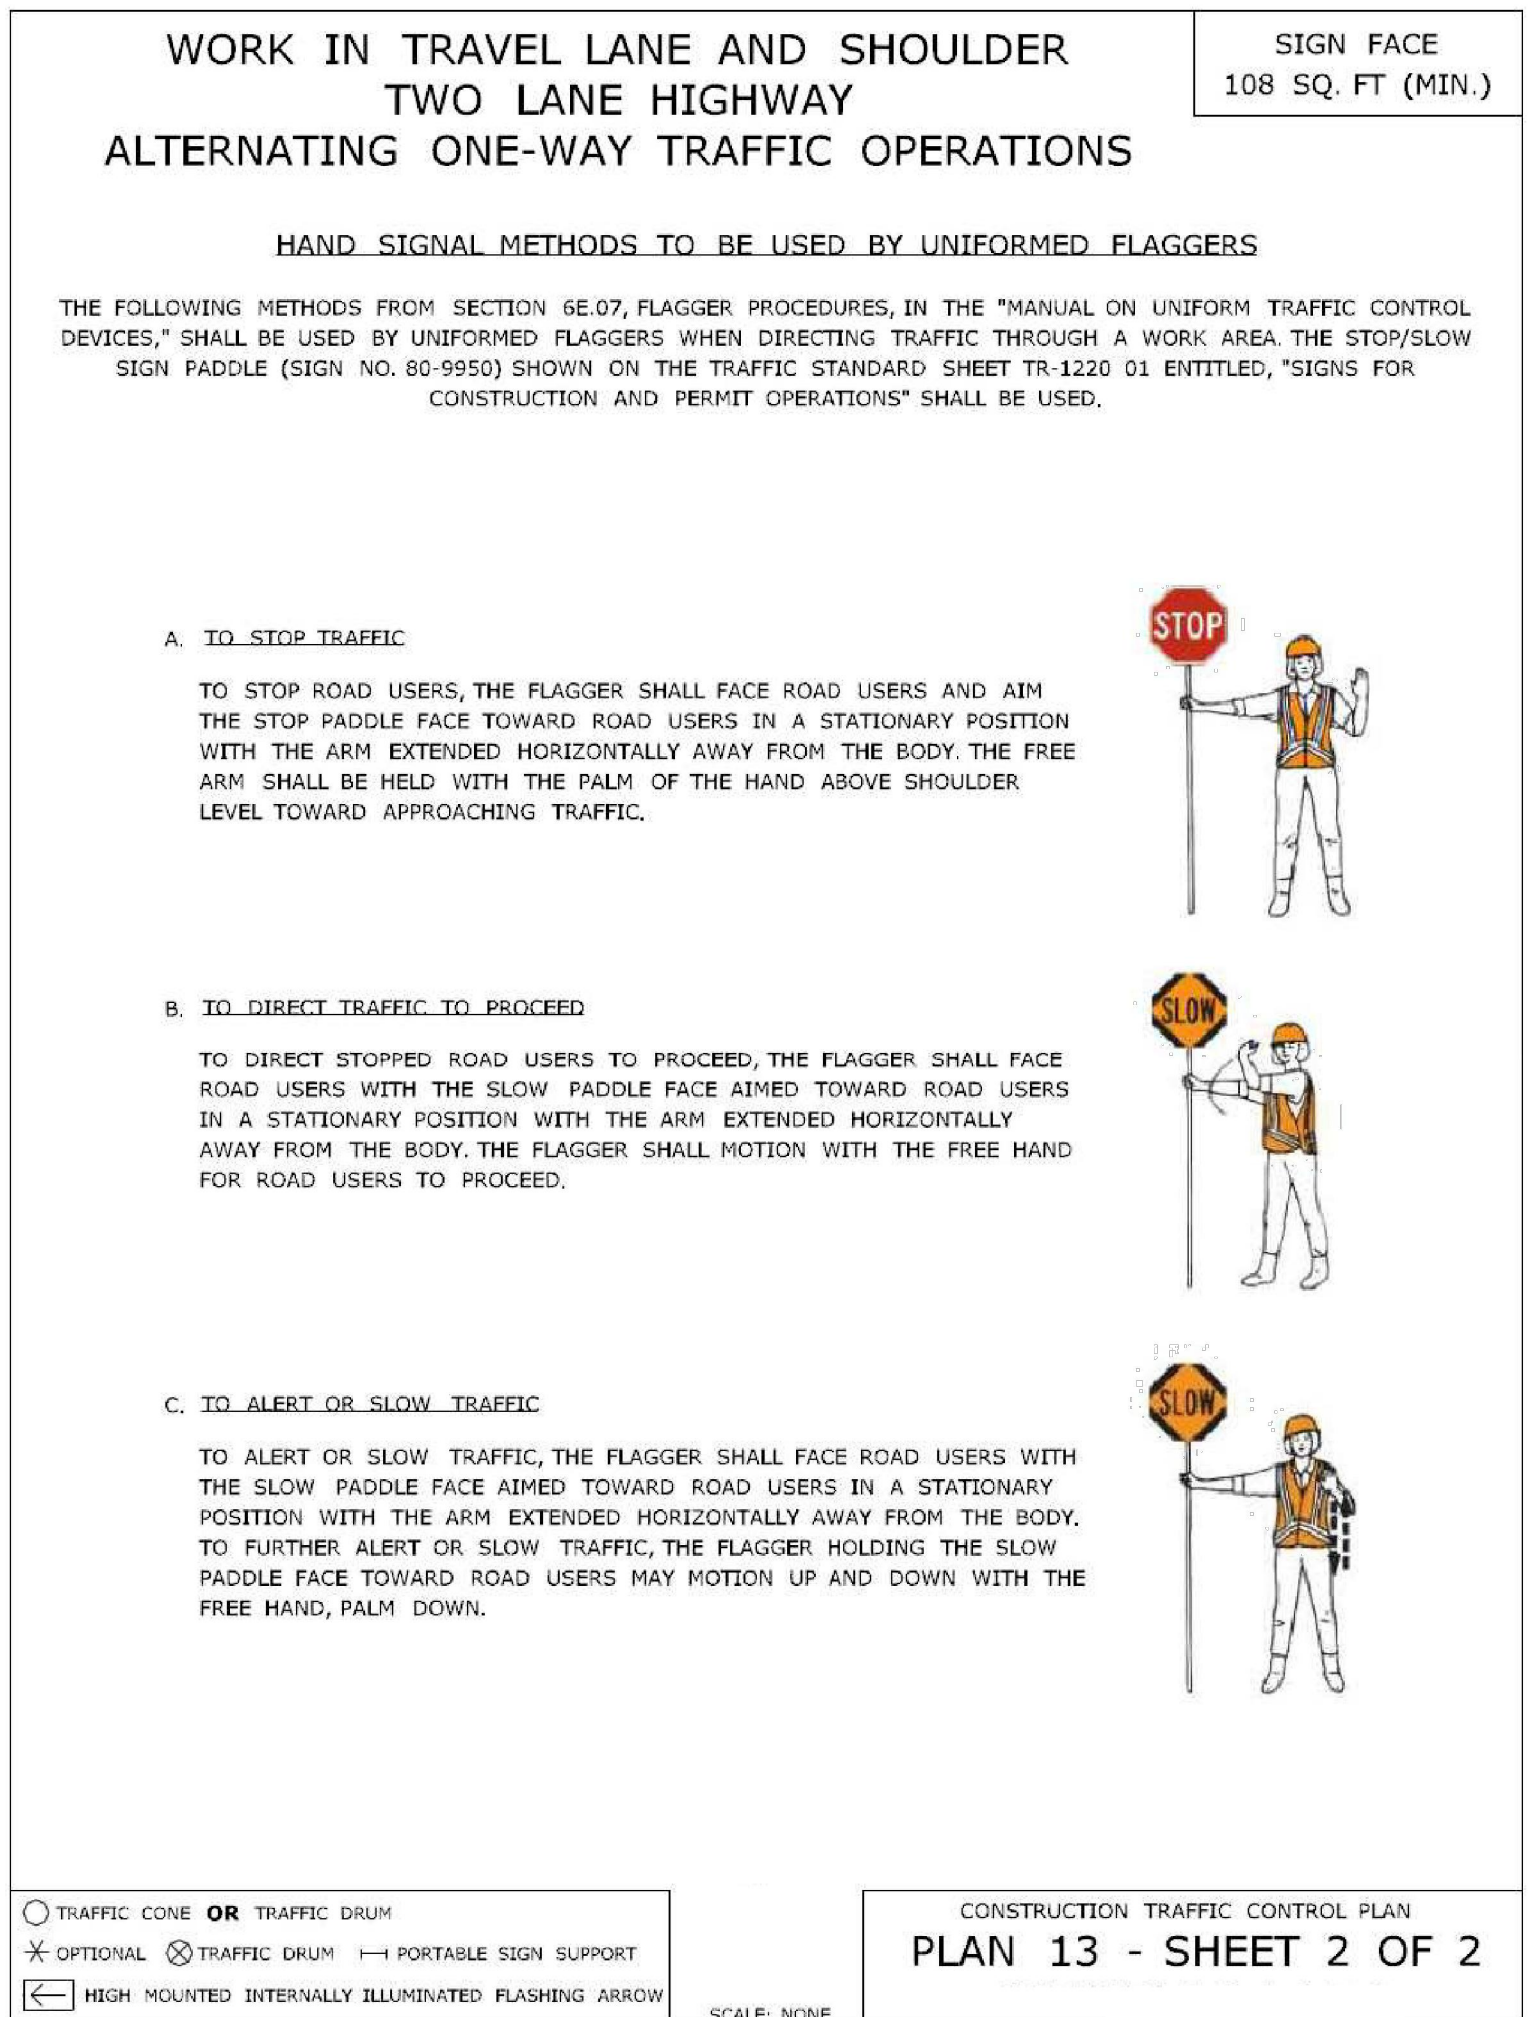 WORK IN TRAVEL LANE AND SHOULDER
TWO LANE HIGHWAY
ALTERNATING ONE-WAY TRAFFIC OPERATIONS
SIGN FACE
108 SQ. FT (MIN.)
HAND SIGNAL METHODS TO BE USED BY UNIFORMED FLAGGERS
THE FOLLOWING METHODS FROM SECTION 6E.07, FLAGGER PROCEDURES, IN THE "MANUAL ON UNIFORM TRAFFIC CONTROL
DEVICES," SHALL BE USED BY UNIFORMED FLAGGERS WHEN DIRECTING TRAFFIC THROUGH A WORK AREA. THE STOP/SLOW
SIGN PADDLE (SIGN NO. 80-9950) SHOWN ON THE TRAFFIC STANDARD SHEET TR-1220 01 ENTITLED, "SIGNS FOR
CONSTRUCTION AND PERMIT OPERATIONS" SHALL BE USED.
A. TO STOP TRAFFIC
TO STOP ROAD USERS, THE FLAGGER SHALL FACE ROAD USERS AND AIM
THE STOP PADDLE FACE TOWARD ROAD USERS IN A STATIONARY POSITION
WITH THE ARM EXTENDED HORIZONTALLY AWAY FROM THE BODY. THE FREE
ARM SHALL BE HELD WITH THE PALM OF THE HAND ABOVE SHOULDER
LEVEL TOWARD APPROACHING TRAFFIC.
STOP
B. TO DIRECT TRAFFIC TO PROCEED
TO DIRECT STOPPED ROAD USERS TO PROCEED, THE FLAGGER SHALL FACE
ROAD USERS WITH THE SLOW PADDLE FACE AIMED TOWARD ROAD USERS
IN A STATIONARY POSITION WITH THE ARM EXTENDED HORIZONTALLY
AWAY FROM THE BODY. THE FLAGGER SHALL MOTION WITH THE FREE HAND
FOR ROAD USERS TO PROCEED.
SLOW
C. TO ALERT OR SLOW TRAFFIC
TO ALERT OR SLOW TRAFFIC, THE FLAGGER SHALL FACE ROAD USERS WITH
THE SLOW PADDLE FACE AIMED TOWARD ROAD USERS IN A STATIONARY
POSITION WITH THE ARM EXTENDED HORIZONTALLY AWAY FROM THE BODY.
TO FURTHER ALERT OR SLOW TRAFFIC, THE FLAGGER HOLDING THE SLOW
PADDLE FACE TOWARD ROAD USERS MAY MOTION UP AND DOWN WITH THE
FREE HAND, PALM DOWN.
SLOW
TRAFFIC CONE OR TRAFFIC DRUM
OPTIONAL TRAFFIC DRUM PORTABLE SIGN SUPPORT
HIGH MOUNTED INTERNALLY ILLUMINATED FLASHING ARROW
SCALE: NONE
CONSTRUCTION TRAFFIC CONTROL PLAN
PLAN 13 - SHEET 2 OF 2